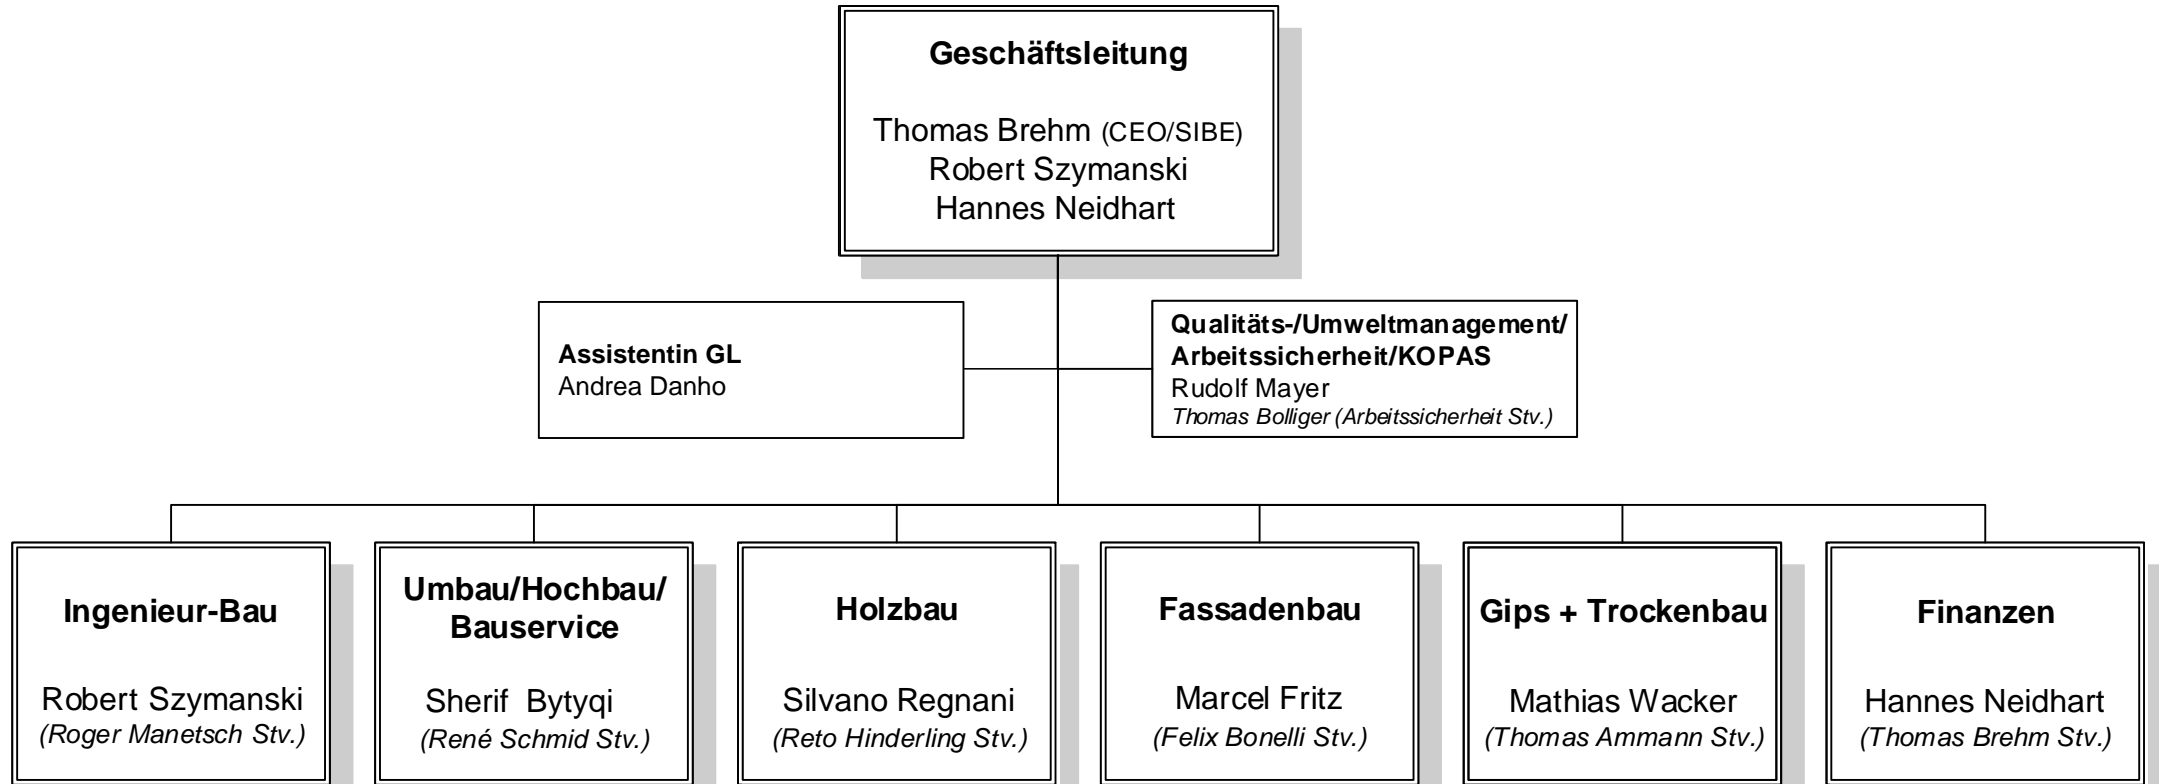 Geschäftsleitung
Thomas Brehm (CEO/SIBE)
Robert Szymanski
Hannes Neidhart
Assistentin GL
Andrea Danho
Qualitäts-/Umweltmanagement/
Arbeitssicherheit/KOPAS
Rudolf Mayer
Thomas Bolliger (Arbeitssicherheit Stv.)
Ingenieur-Bau
Robert Szymanski
(Roger Manetsch Stv.)
Umbau/Hochbau/
Bauservice
Sherif Bytyqi
(René Schmid Stv.)
Holzbau
Silvano Regnani
(Reto Hinderling Stv.)
Fassadenbau
Marcel Fritz
(Felix Bonelli Stv.)
Gips + Trockenbau
Mathias Wacker
(Thomas Ammann Stv.)
Finanzen
Hannes Neidhart
(Thomas Brehm Stv.)